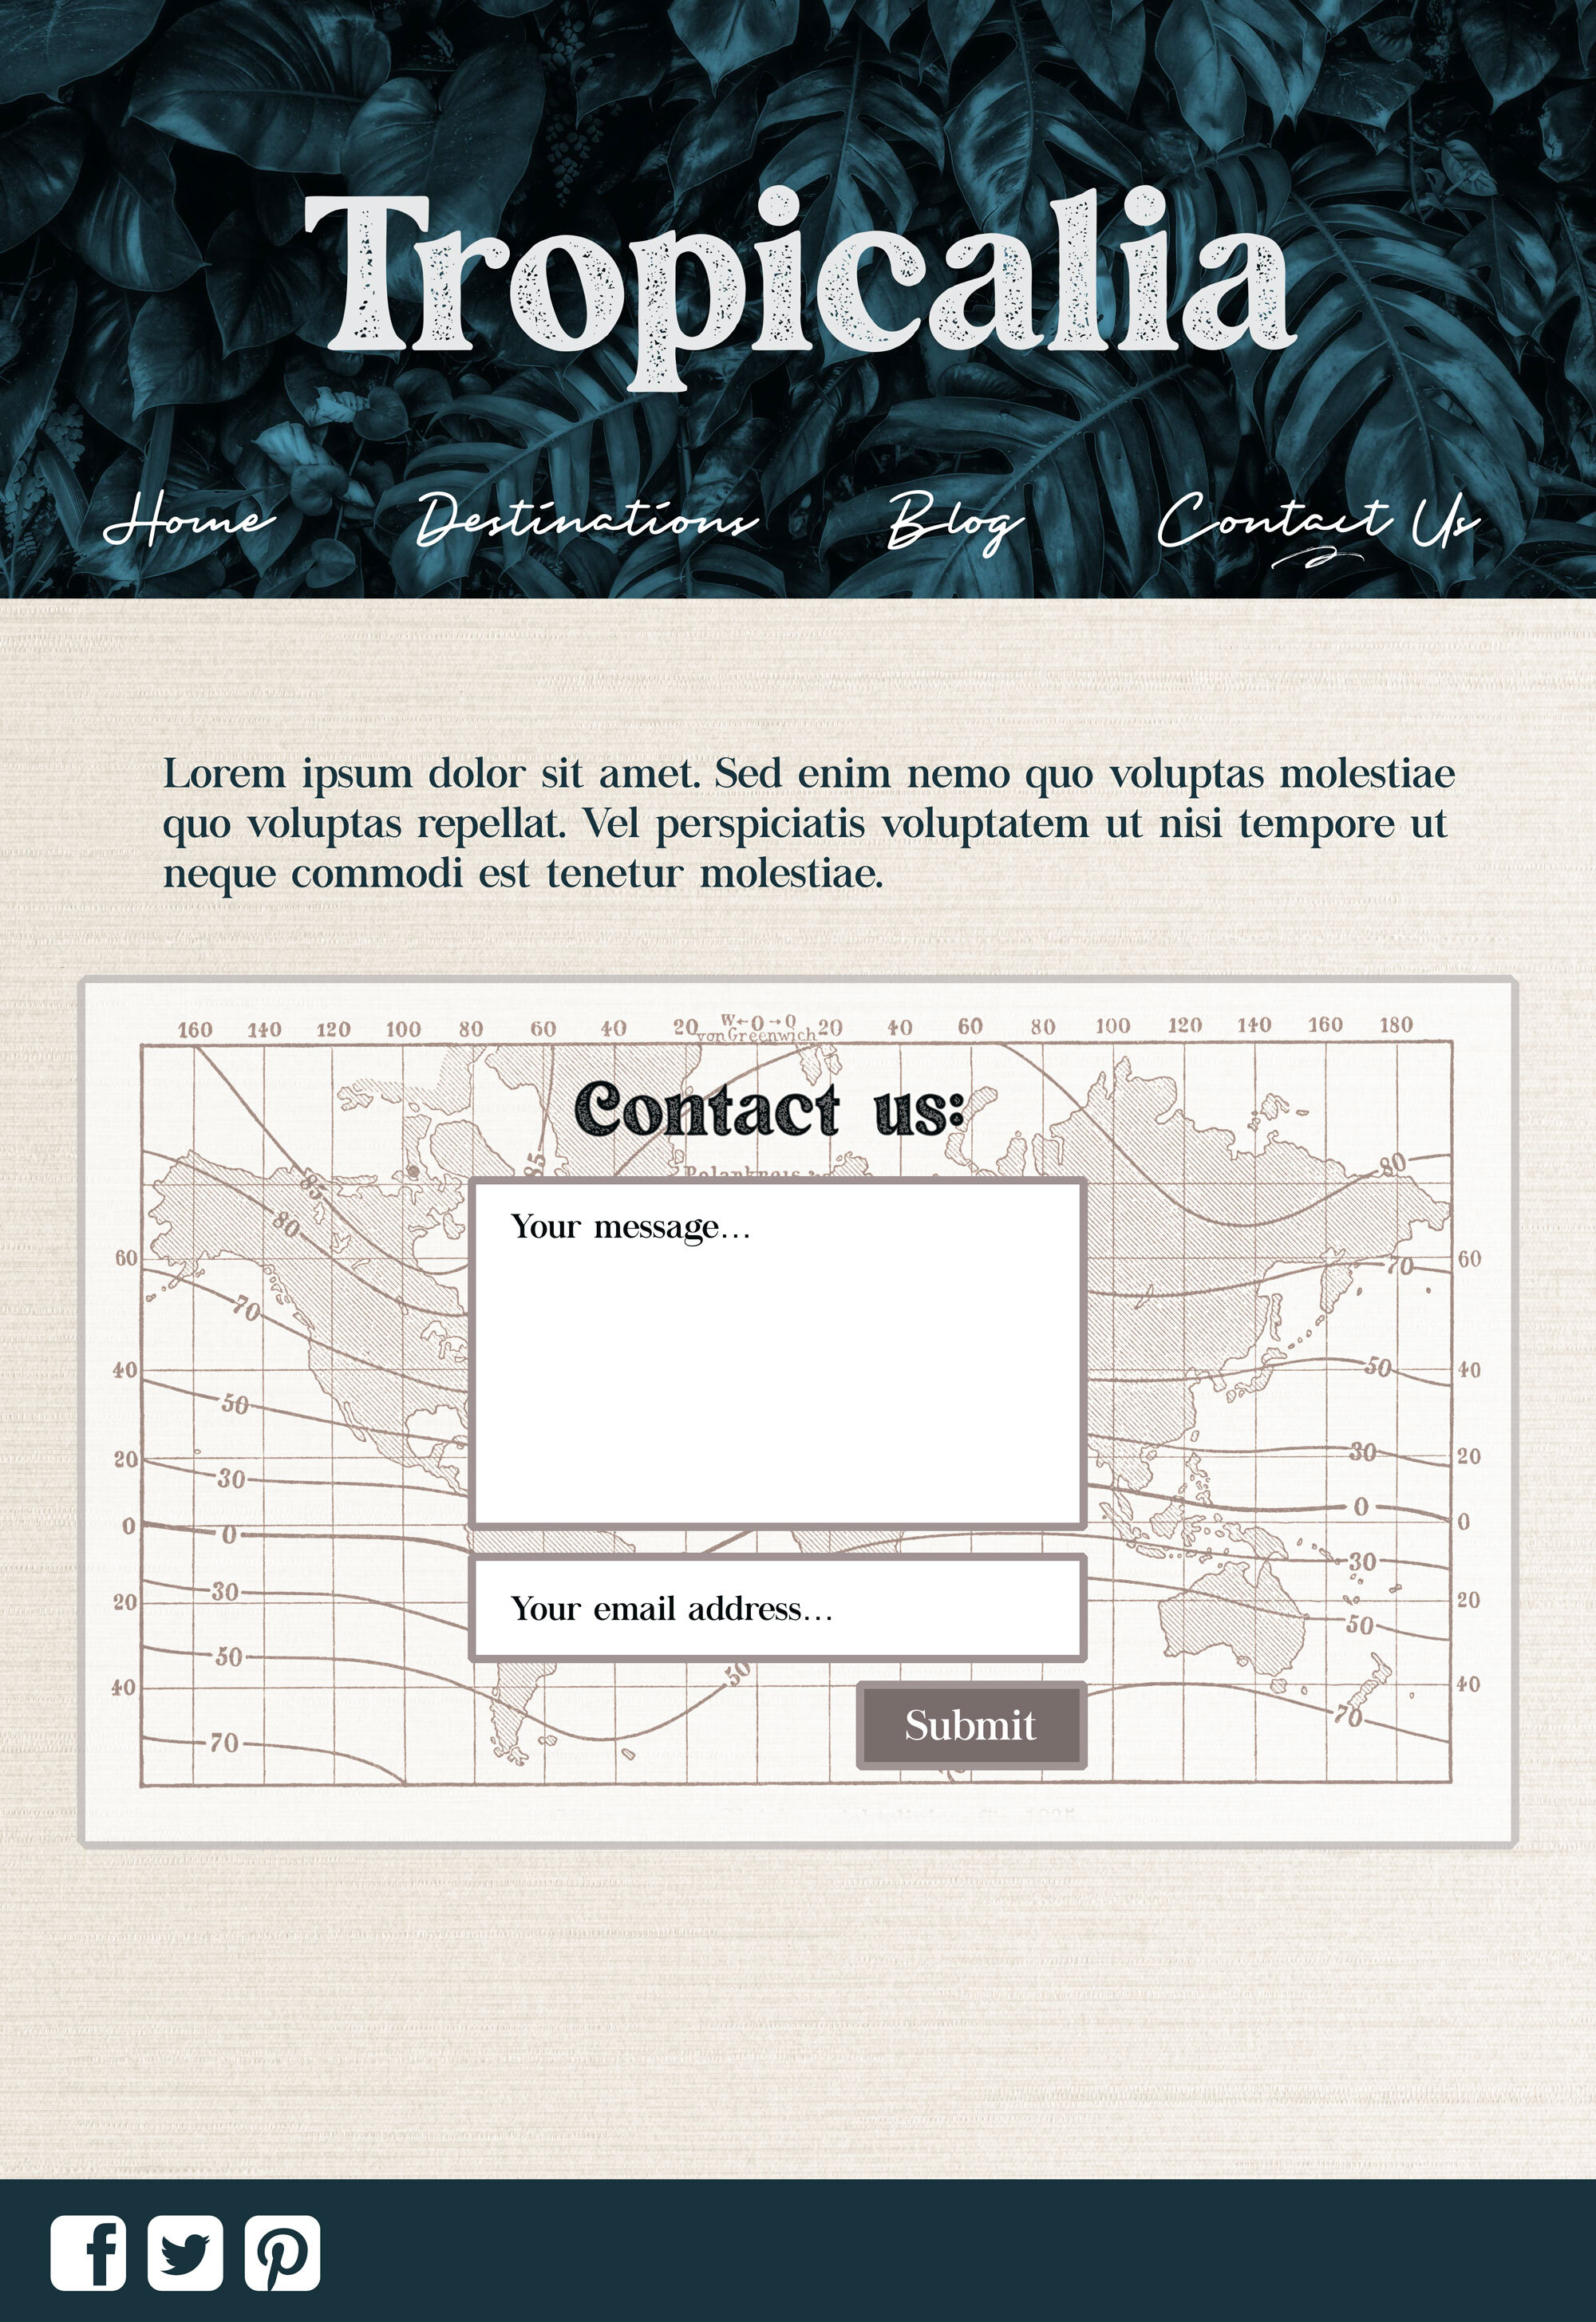 Tropicalia
Home Destinations Blog Contact Us
Lorem ipsum dolor sit amet. Sed enim nemo quo voluptas molestiae
quo voluptas repellat. Vel perspiciatis voluptatem ut nisi tempore ut
neque commodi est tenetur molestiae.
160 140 120 100 80 60 40 20 W←0→O 20 40 60 80 100 120 140 160 180
von Greenwich
Contact us:
85
80
85
80
Your message...
60 60
70
70
40 40
50
50
20 20
30
30
0 0
0
0
30
30
Your email address...
20 20
50
50
50
40 40
70
70
Submit